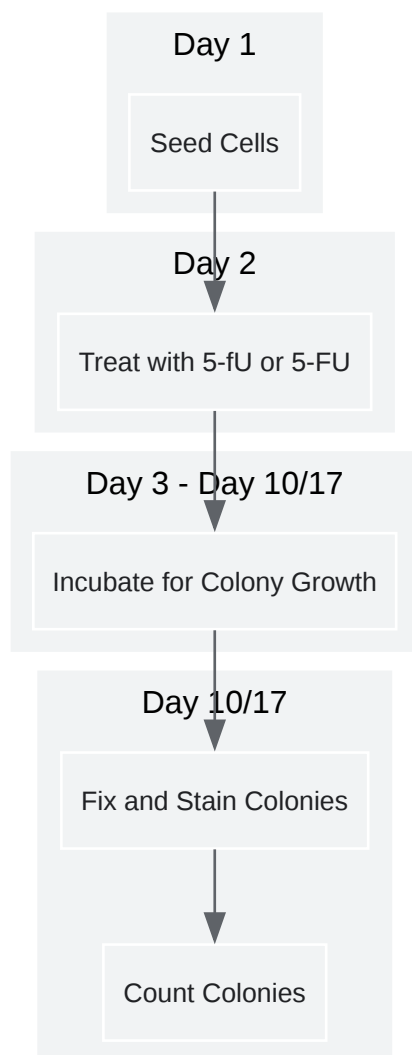 Day 1
Seed Cells
Day 2
Treat with 5-fU or 5-FU
Day 3 - Day 10/17
Incubate for Colony Growth
Day 10/17
Fix and Stain Colonies
Count Colonies